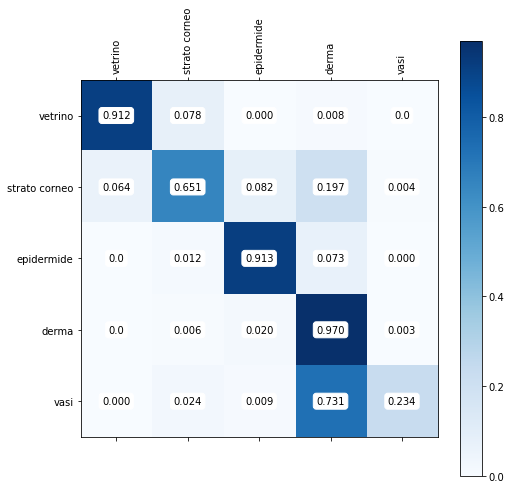 vetrino strato corneo epidermide derma vasi
vetrino 0.912 0.078 0.000 0.008 0.0
strato corneo 0.064 0.651 0.082 0.197 0.004
epidermide 0.0 0.012 0.913 0.073 0.000
derma 0.0 0.006 0.020 0.970 0.003
vasi 0.000 0.024 0.009 0.731 0.234
0.8
0.6
0.4
0.2
0.0